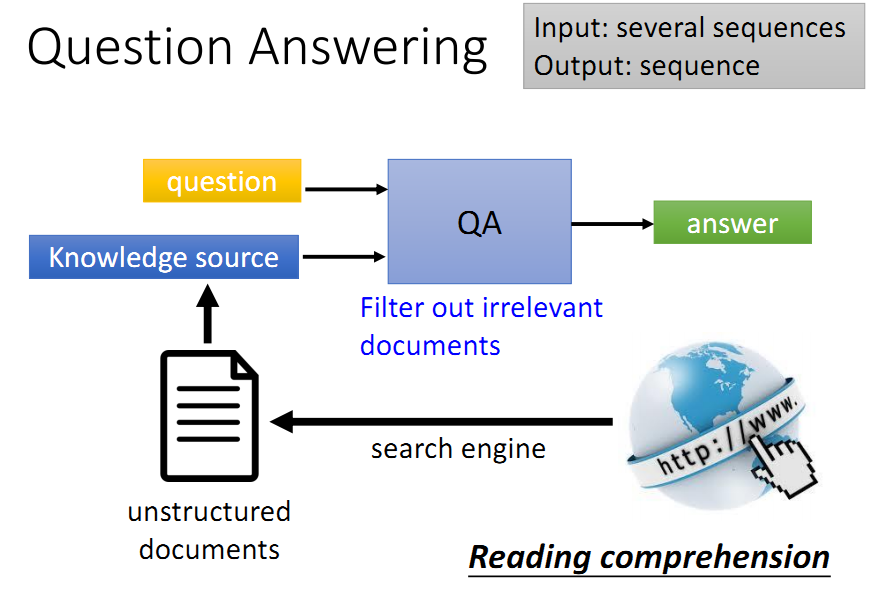 Question Answering
Input: several sequences
Output: sequence
question
QA
answer
Knowledge source
Filter out irrelevant
documents
search engine
http://www.
unstructured
documents
Reading comprehension